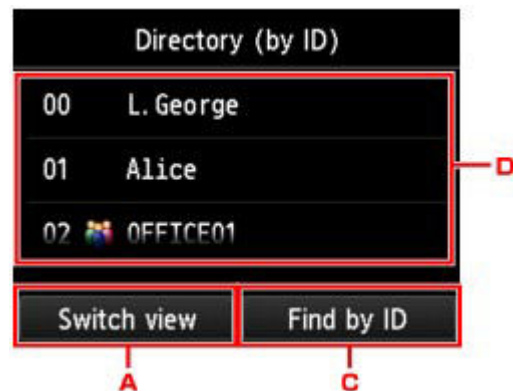 Directory (by ID)
00 L.George
01 Alice
02 OFFICE01
D
Switch view Find by ID
A C